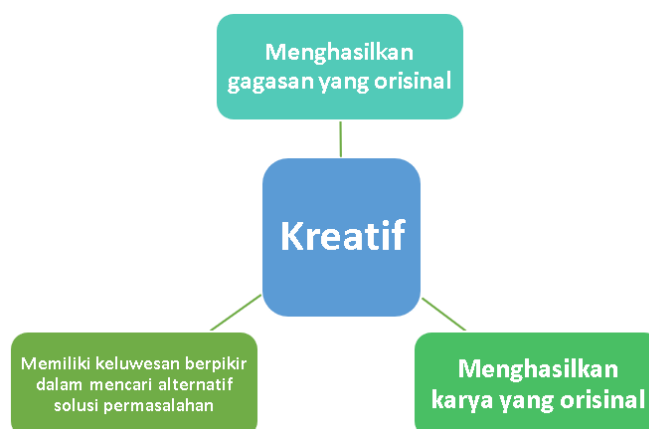 Menghasilkan
gagasan yang orisinal
Kreatif
Memiliki keluwesan berpikir
dalam mencari alternatif
solusi permasalahan
Menghasilkan
karya yang orisinal